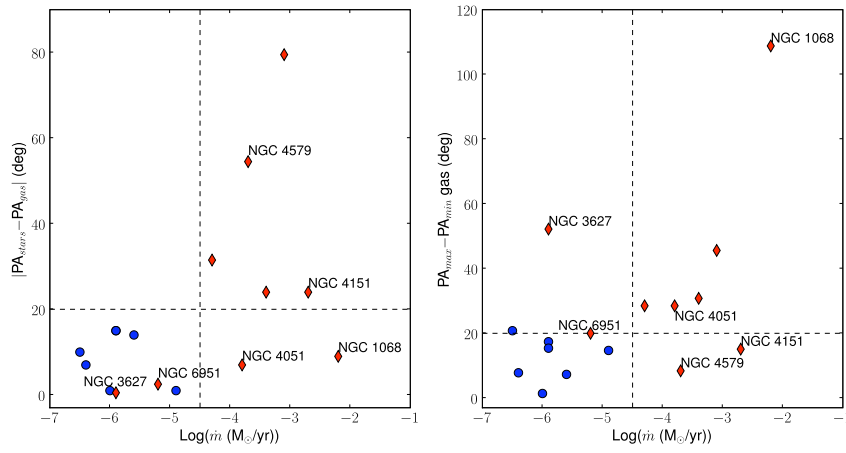 80
60
40
20
0
−7 −6 −5 −4 −3 −2 −1
|PA_stars−PA_gas| (deg)
Log(ṁ (M_⊙/yr))
NGC 4579
NGC 4151
NGC 1068
NGC 4051
NGC 6951
NGC 3627
120
100
80
60
40
20
0
−7 −6 −5 −4 −3 −2 −1
PA_max−PA_min gas (deg)
Log(ṁ (M_⊙/yr))
NGC 1068
NGC 3627
NGC 4051
NGC 6951
NGC 4151
NGC 4579